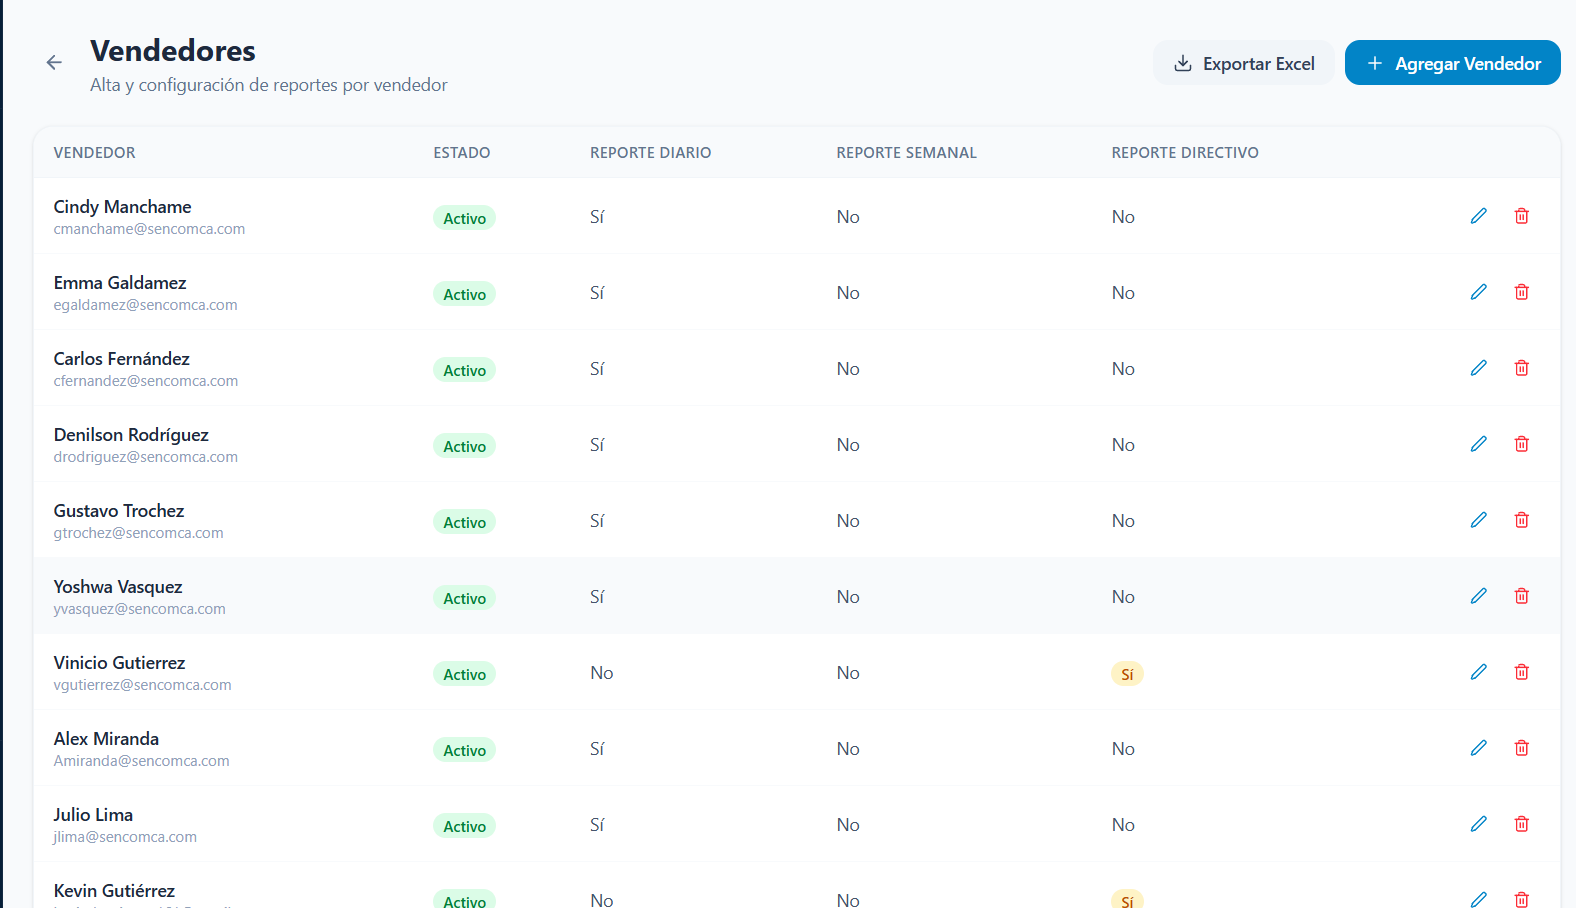 Vendedores
Alta y configuración de reportes por vendedor
Exportar Excel
Agregar Vendedor
VENDEDOR ESTADO REPORTE DIARIO REPORTE SEMANAL REPORTE DIRECTIVO
Cindy Manchame
cmanchame@sencomca.com
Activo Sí No No
Emma Galdamez
egaldamez@sencomca.com
Activo Sí No No
Carlos Fernández
cfernandez@sencomca.com
Activo Sí No No
Denilson Rodríguez
drodriguez@sencomca.com
Activo Sí No No
Gustavo Trochez
gtrochez@sencomca.com
Activo Sí No No
Yoshwa Vasquez
yvasquez@sencomca.com
Activo Sí No No
Vinicio Gutierrez
vgutierrez@sencomca.com
Activo No No Sí
Alex Miranda
Amiranda@sencomca.com
Activo Sí No No
Julio Lima
jlima@sencomca.com
Activo Sí No No
Kevin Gutiérrez
Activo No No Sí